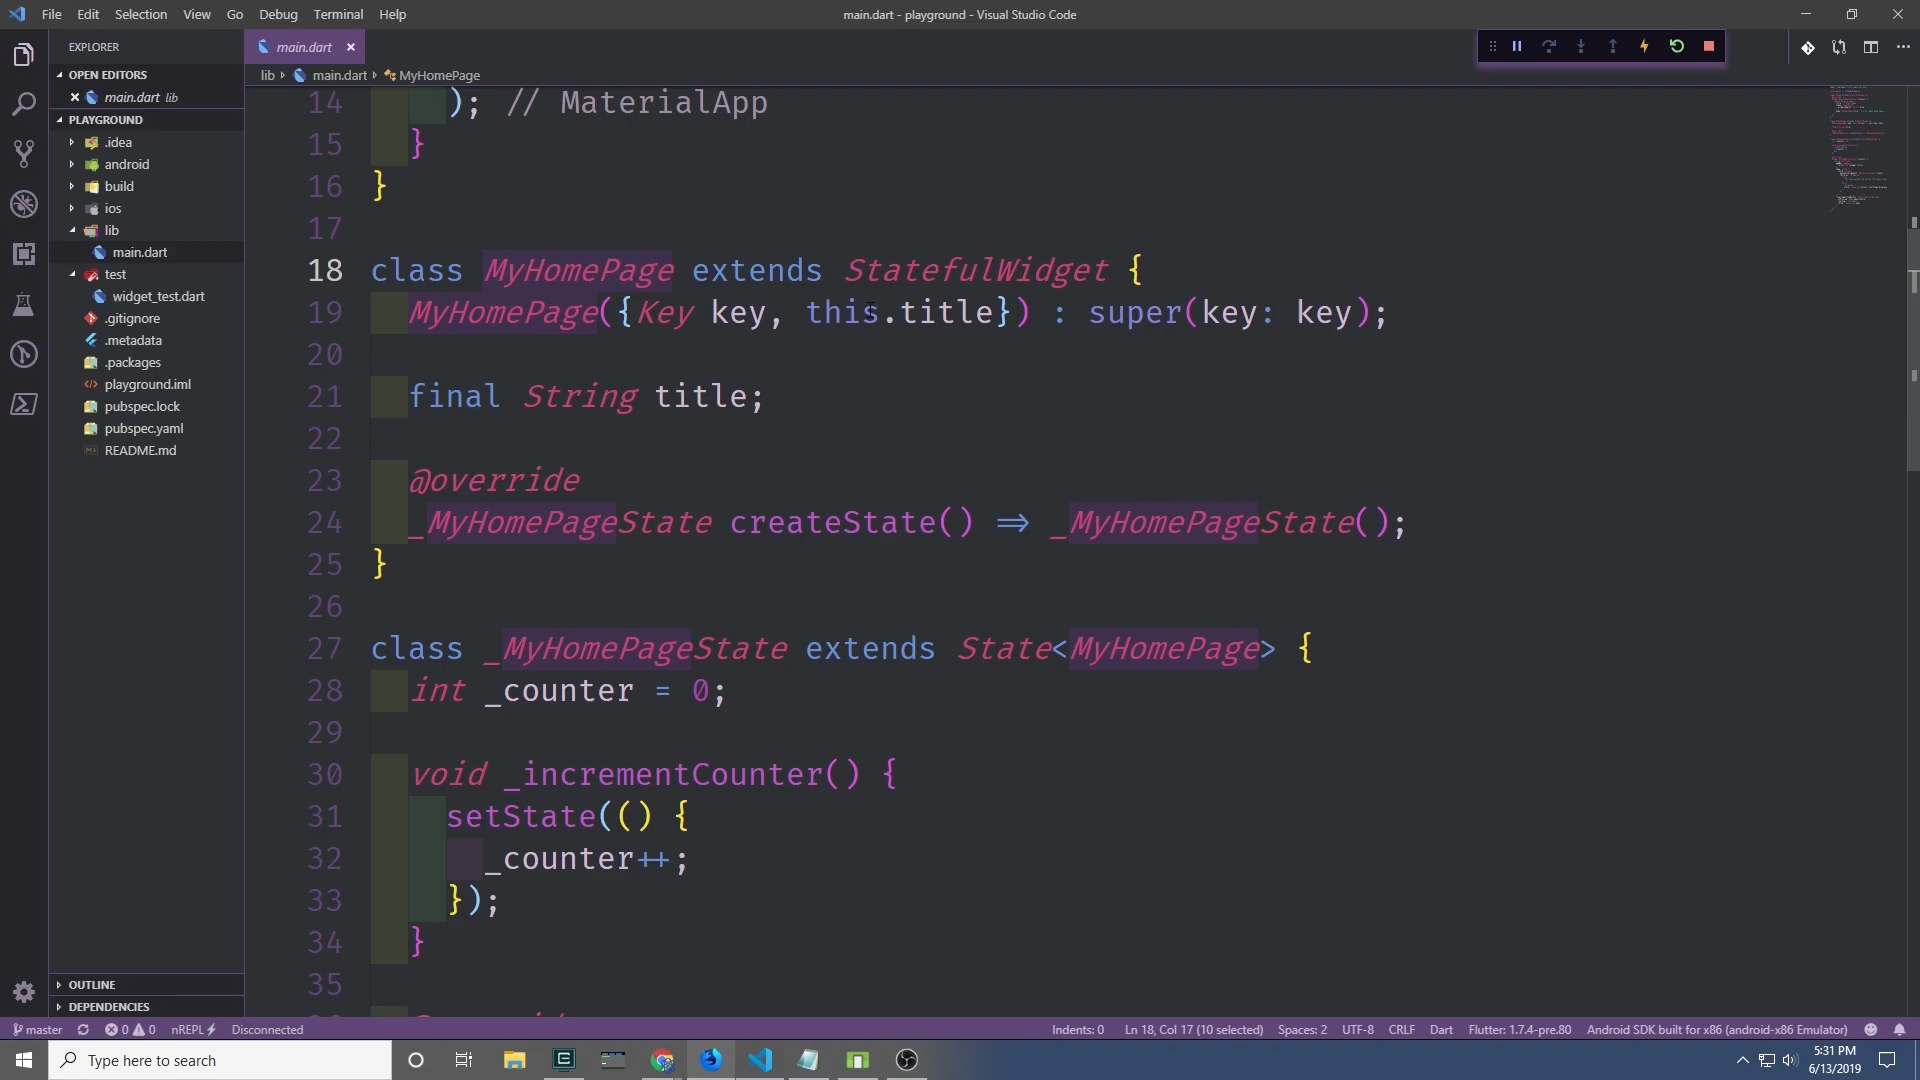 File Edit Selection View Go Debug Terminal Help
main.dart - playground - Visual Studio Code
EXPLORER
OPEN EDITORS
main.dart lib
PLAYGROUND
.idea
android
build
ios
lib
main.dart
test
widget_test.dart
.gitignore
.metadata
.packages
playground.iml
pubspec.lock
pubspec.yaml
README.md
OUTLINE
DEPENDENCIES
main.dart
lib main.dart MyHomePage
14 ); // MaterialApp
15 }
16 }
17
18 class MyHomePage extends StatefulWidget {
19 MyHomePage({Key key, this.title}) : super(key: key);
20
21 final String title;
22
23 @override
24 _MyHomePageState createState() => _MyHomePageState();
25 }
26
27 class _MyHomePageState extends State<MyHomePage> {
28 int _counter = 0;
29
30 void _incrementCounter() {
31 setState(() {
32 _counter++;
33 });
34 }
35
master 0 0 nREPL Disconnected
Indents: 0 Ln 18, Col 17 (10 selected) Spaces: 2 UTF-8 CRLF Dart Flutter: 1.7.4-pre.80 Android SDK built for x86 (android-x86 Emulator)
Type here to search
5:31 PM
6/13/2019